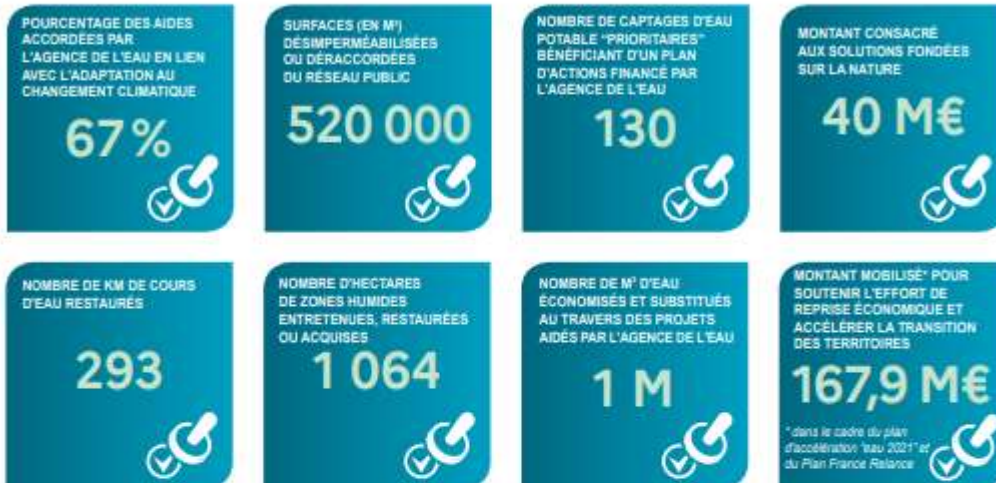 POURCENTAGE DES AIDES
ACCORDÉES PAR
L'AGENCE DE L'EAU EN LIEN
AVEC L'ADAPTATION AU
CHANGEMENT CLIMATIQUE
67 %
SURFACES (EN M²)
DÉSIMPERMÉABILISÉES
OU DÉRACCORDÉES
DU RÉSEAU PUBLIC
520 000
NOMBRE DE CAPTAGES D'EAU
POTABLE "PRIORITAIRES"
BÉNÉFICIANT D'UN PLAN
D'ACTIONS FINANCÉ PAR
L'AGENCE DE L'EAU
130
MONTANT CONSACRÉ
AUX SOLUTIONS FONDÉES
SUR LA NATURE
40 M€
NOMBRE DE KM DE COURS
D'EAU RESTAURÉS
293
NOMBRE D'HECTARES
DE ZONES HUMIDES
ENTRETENUES, RESTAURÉES
OU ACQUISES
1 064
NOMBRE DE M³ D'EAU
ÉCONOMISÉS ET SUBSTITUÉS
AU TRAVERS DES PROJETS
AIDÉS PAR L'AGENCE DE L'EAU
1 M
MONTANT MOBILISÉ* POUR
SOUTENIR L'EFFORT DE
REPRISE ÉCONOMIQUE ET
ACCÉLÉRER LA TRANSITION
DES TERRITOIRES
167,9 M€
* dans le cadre du plan
d'accélération "eau 2021" et
du Plan France Relance